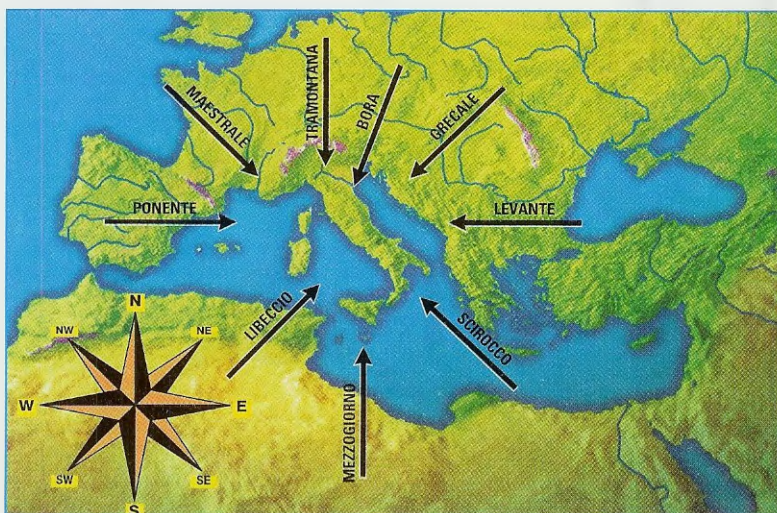 MAESTRALE
TRAMONTANA
BORA
GRECALE
PONENTE
LEVANTE
LIBECCIO
SCIROCCO
MEZZOGIORNO
N
NW
NE
W
E
SW
SE
S